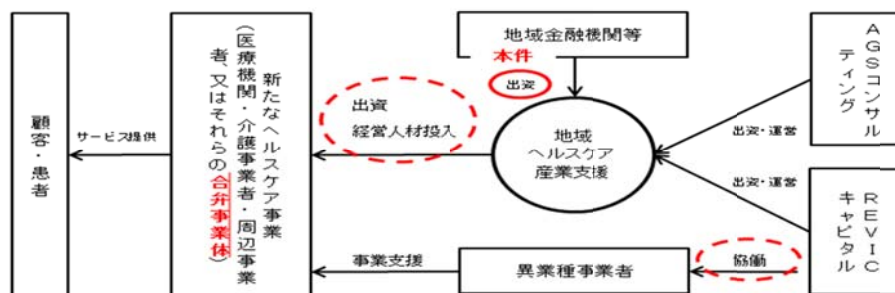 顧客・患者
サービス提供
新たなヘルスケア事業
（医療機関・介護事業者・周辺事業
者、又はそれらの合弁事業体）
出資
経営人材投入
事業支援
地域金融機関等
本件
出資
地域
ヘルスケア
産業支援
異業種事業者
出資・運営
出資・運営
協働
AGSコンサル
ティング
REVIC
キャピタル